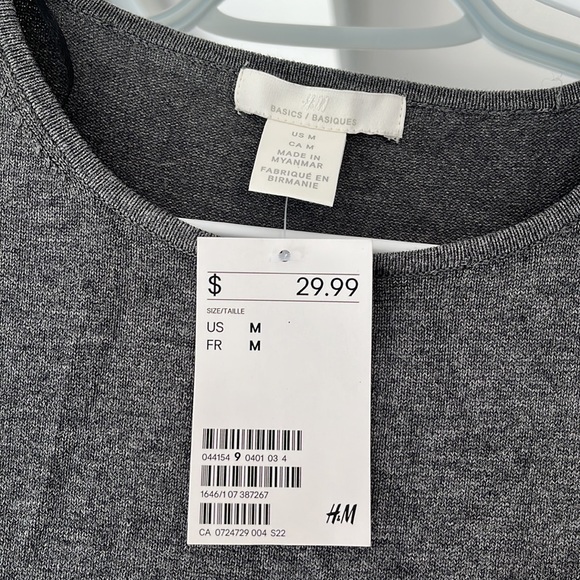 H&M
BASICS / BASIQUES
US M
CA M
MADE IN
MYANMAR
FABRIQUÉ EN
BIRMANIE
$ 29.99
SIZE/TAILLE
US M
FR M
044154 9 0401 03 4
1646/1 07 387267
H&M
CA 0724729 004 S22